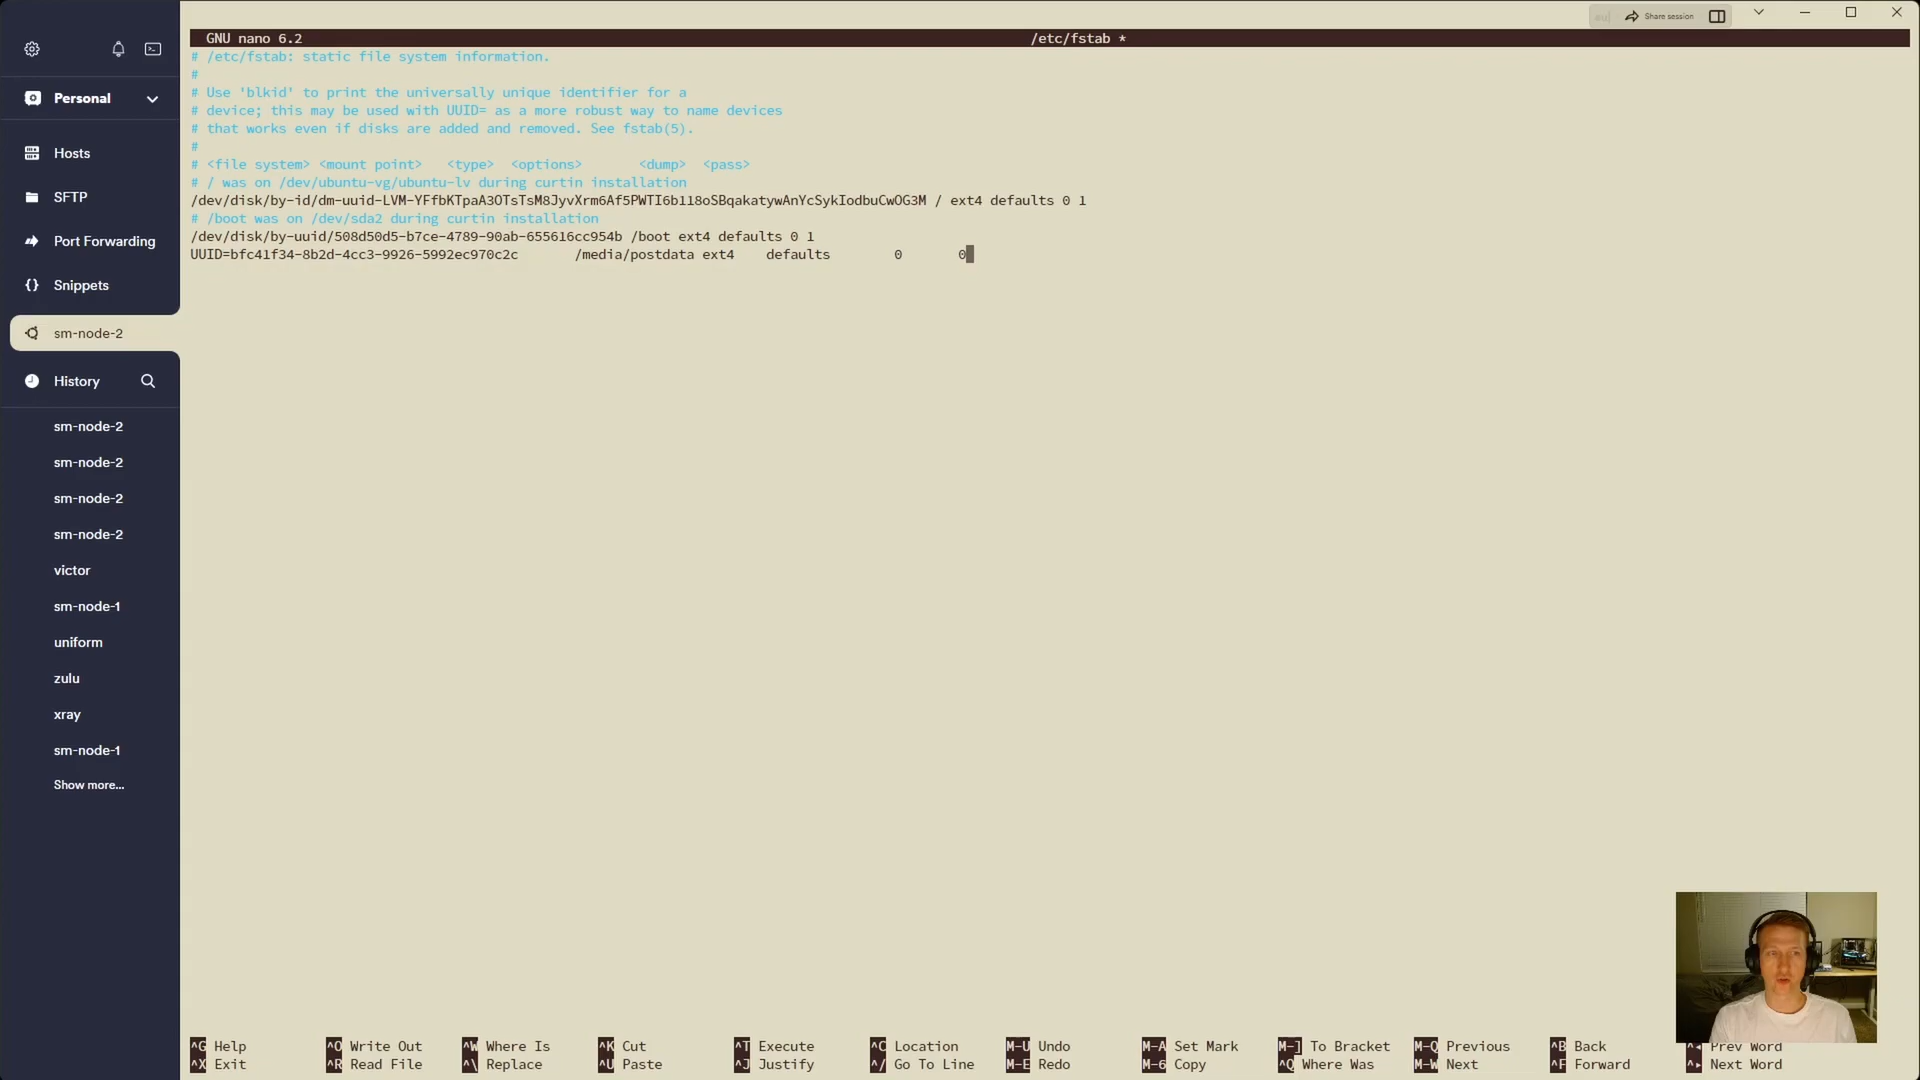 Share session
Personal
Hosts
SFTP
Port Forwarding
Snippets
sm-node-2
History
sm-node-2
sm-node-2
sm-node-2
sm-node-2
victor
sm-node-1
uniform
zulu
xray
sm-node-1
Show more...
GNU nano 6.2 /etc/fstab *
# /etc/fstab: static file system information.
#
# Use 'blkid' to print the universally unique identifier for a
# device; this may be used with UUID= as a more robust way to name devices
# that works even if disks are added and removed. See fstab(5).
#
# <file system> <mount point> <type> <options> <dump> <pass>
# / was on /dev/ubuntu-vg/ubuntu-lv during curtin installation
/dev/disk/by-id/dm-uuid-LVM-YFfbKTpaA3OTsTsM8JyvXrm6Af5PWTI6b118oSBqakatywAnYcSykIodbuCwOG3M / ext4 defaults 0 1
# /boot was on /dev/sda2 during curtin installation
/dev/disk/by-uuid/508d50d5-b7ce-4789-90ab-655616cc954b /boot ext4 defaults 0 1
UUID=bfc41f34-8b2d-4cc3-9926-5992ec970c2c /media/postdata ext4 defaults 0 0
^G Help ^O Write Out ^W Where Is ^K Cut ^T Execute ^C Location M-U Undo M-A Set Mark M-] To Bracket M-Q Previous ^B Back ^◂ Prev Word
^X Exit ^R Read File ^\ Replace ^U Paste ^J Justify ^/ Go To Line M-E Redo M-6 Copy ^Q Where Was M-W Next ^F Forward ^▸ Next Word